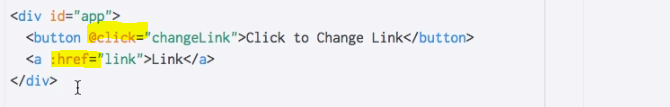 <div id="app">
<button @click="changeLink">Click to Change Link</button>
<a :href="link">Link</a>
</div>